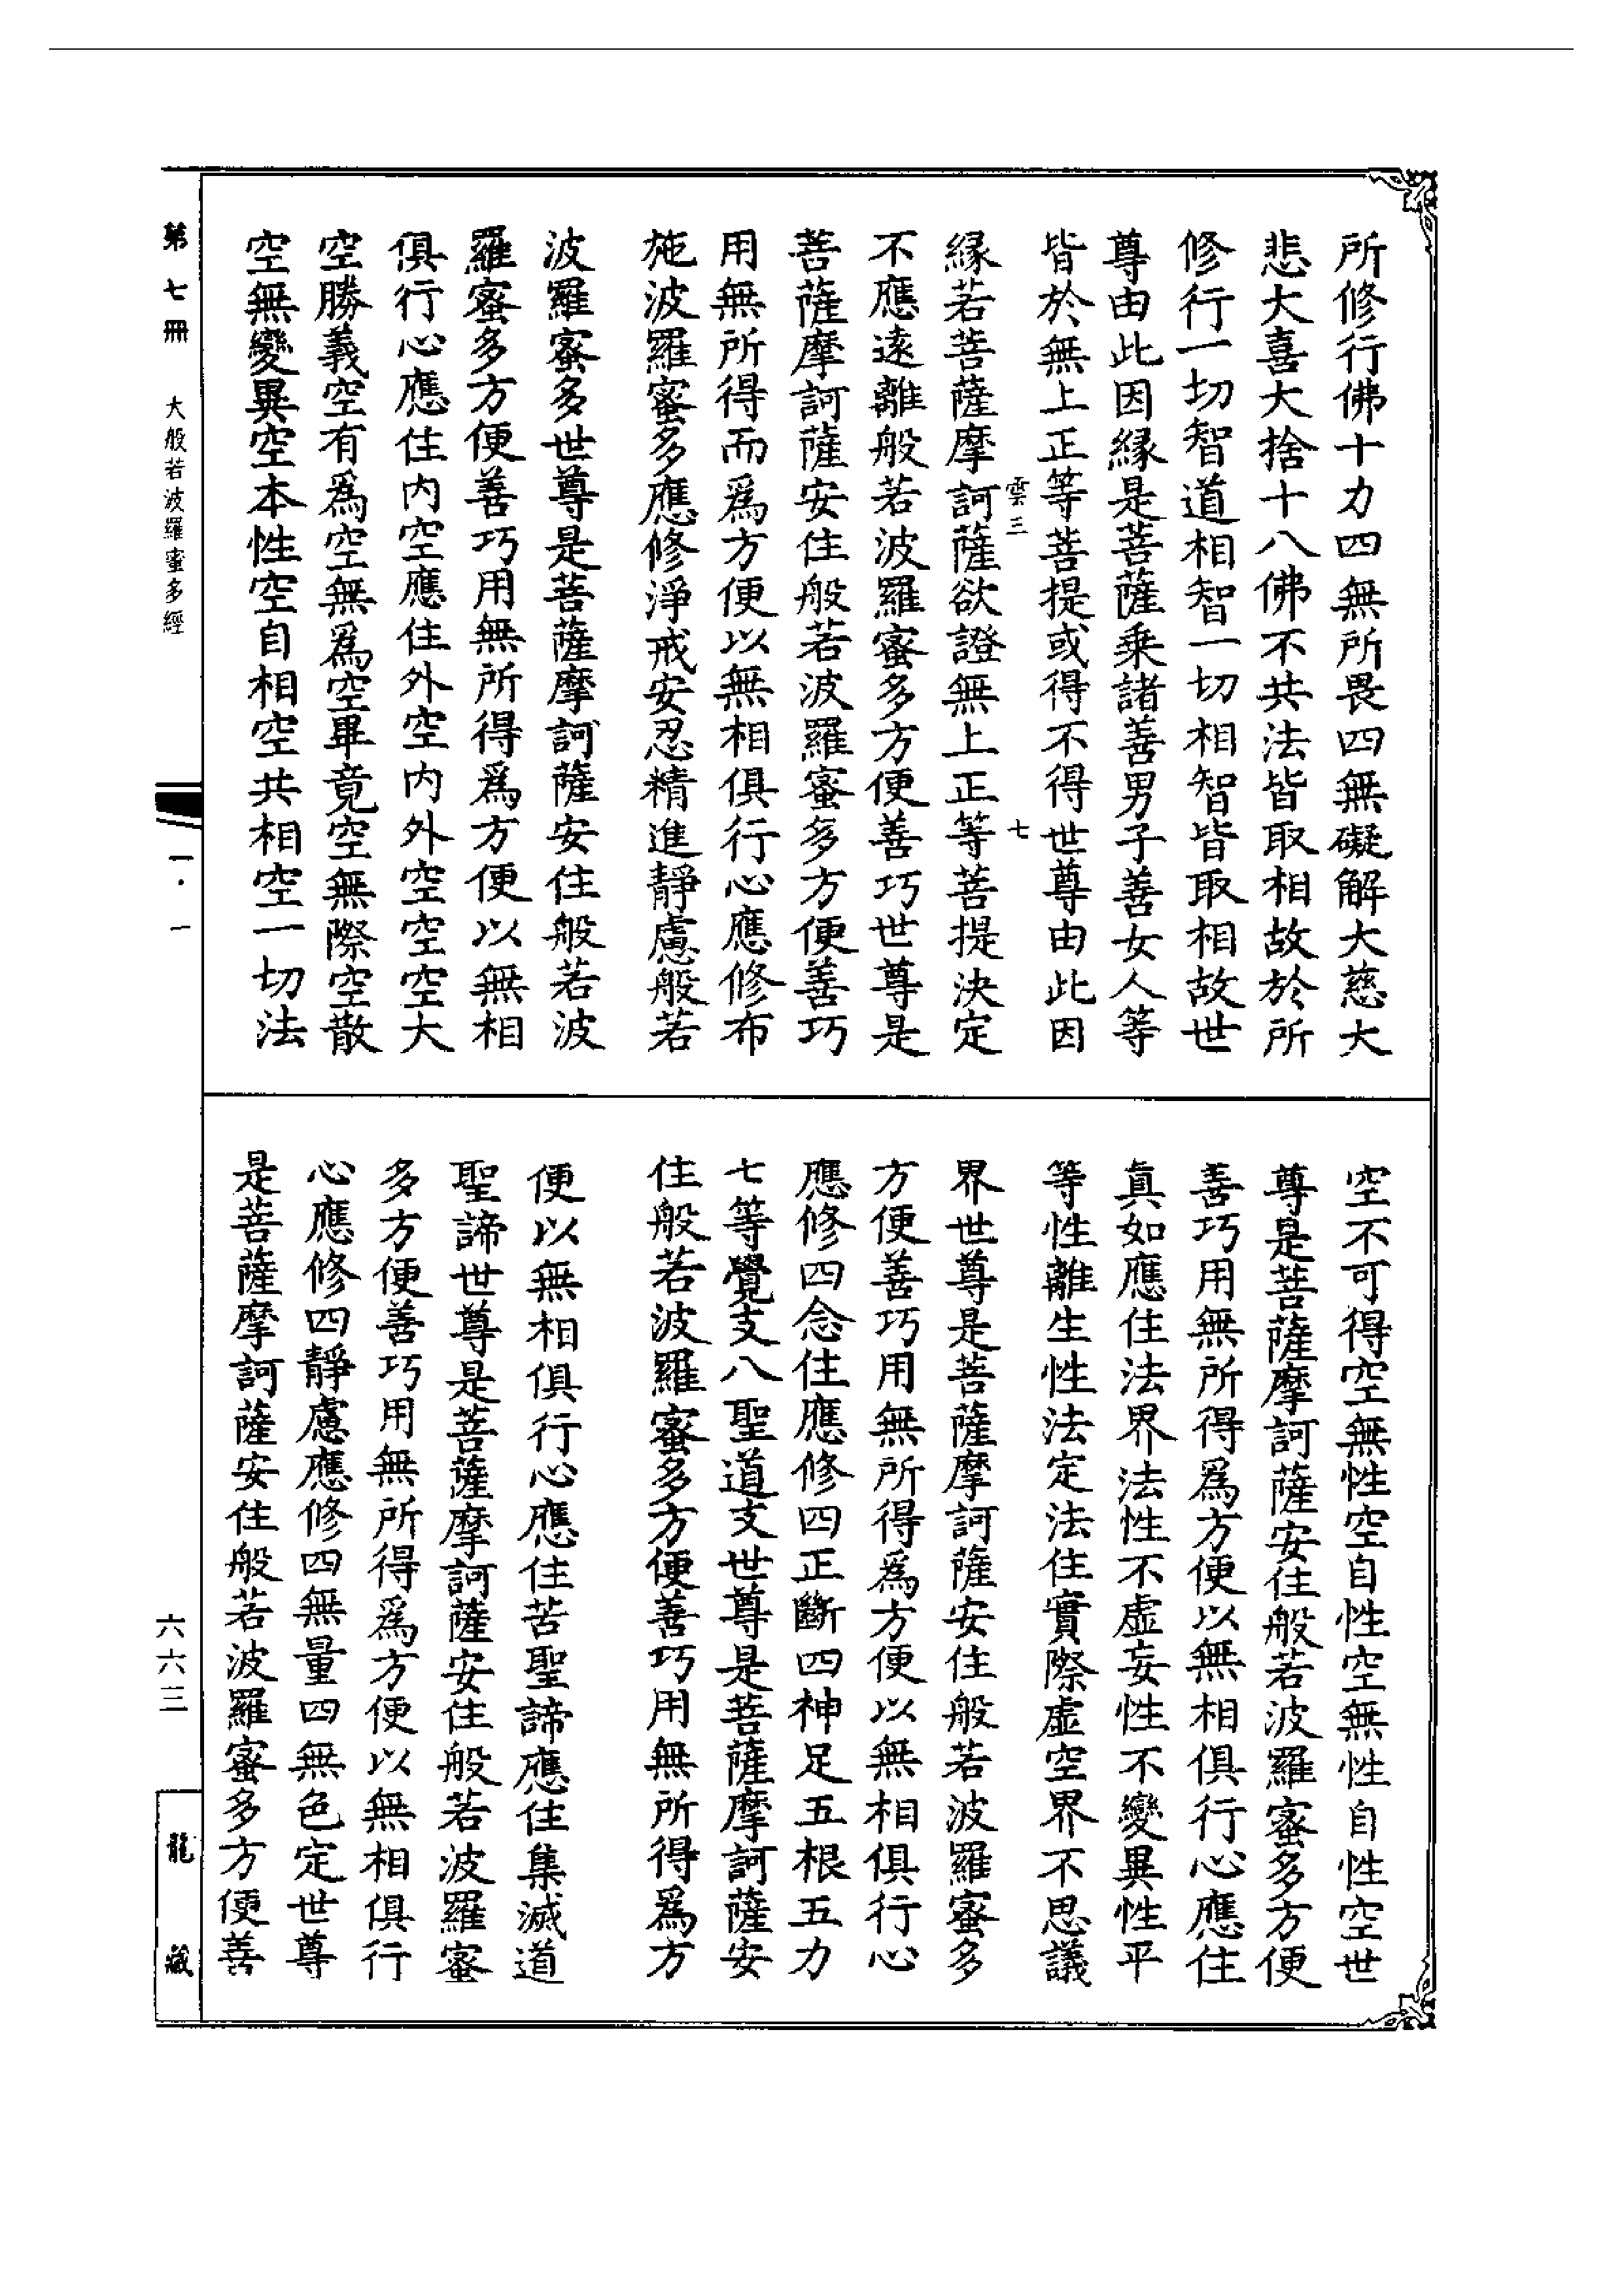 所修行佛十力四無所畏四無礙解大慈大
悲大喜大捨十八佛不共法皆取相故於所
修行一切智道相智一切相智皆取相故世
尊由此因緣是菩薩乘諸善男子善女人等
皆於無上正等菩提或得不得世尊由此因
雲三
七
緣若菩薩摩訶薩欲證無上正等菩提決定
不應遠離般若波羅蜜多方便善巧世尊是
菩薩摩訶薩安住般若波羅蜜多方便善巧
用無所得而爲方便以無相俱行心應修布
施波羅蜜多應修淨戒安忍精進靜慮般若
波羅蜜多世尊是菩薩摩訶薩安住般若波
羅蜜多方便善巧用無所得爲方便以無相
俱行心應住內空應住外空內外空空空大
空勝義空有爲空無爲空畢竟空無際空散
空無變異空本性空自相空共相空一切法
空不可得空無性空自性空無性自性空世
尊是菩薩摩訶薩安住般若波羅蜜多方便
善巧用無所得爲方便以無相俱行心應住
真如應住法界法性不虛妄性不變異性平
等性離生性法定法住實際虛空界不思議
界世尊是菩薩摩訶薩安住般若波羅蜜多
方便善巧用無所得爲方便以無相俱行心
應修四念住應修四正斷四神足五根五力
七等覺支八聖道支世尊是菩薩摩訶薩安
住般若波羅蜜多方便善巧用無所得爲方
便以無相俱行心應住苦聖諦應住集滅道
聖諦世尊是菩薩摩訶薩安住般若波羅蜜
多方便善巧用無所得爲方便以無相俱行
心應修四靜慮應修四無量四無色定世尊
是菩薩摩訶薩安住般若波羅蜜多方便善
第七冊 大般若波羅蜜多經
一·一
六六三
龍藏